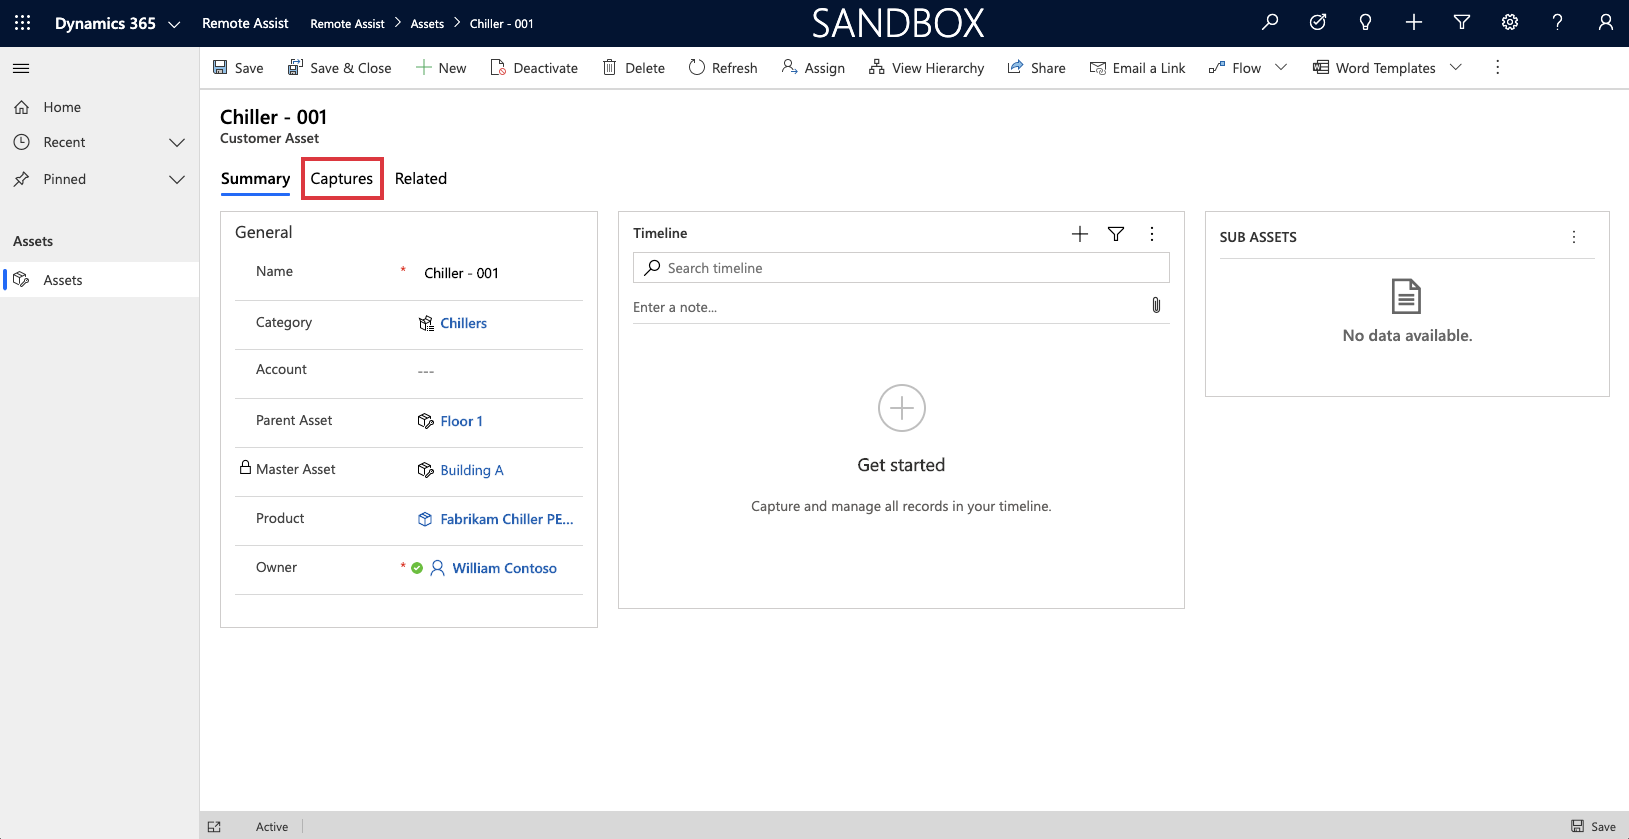 Dynamics 365 Remote Assist Remote Assist Assets Chiller - 001 SANDBOX ?
Save Save & Close New Deactivate Delete Refresh Assign View Hierarchy Share Email a Link Flow Word Templates
Home
Recent
Pinned
Assets
Assets
Chiller - 001
Customer Asset
Summary Captures Related
General
Name * Chiller - 001
Category Chillers
Account ---
Parent Asset Floor 1
Master Asset Building A
Product Fabrikam Chiller PE...
Owner * William Contoso
Timeline
Search timeline
Enter a note...
Get started
Capture and manage all records in your timeline.
SUB ASSETS
No data available.
Active Save